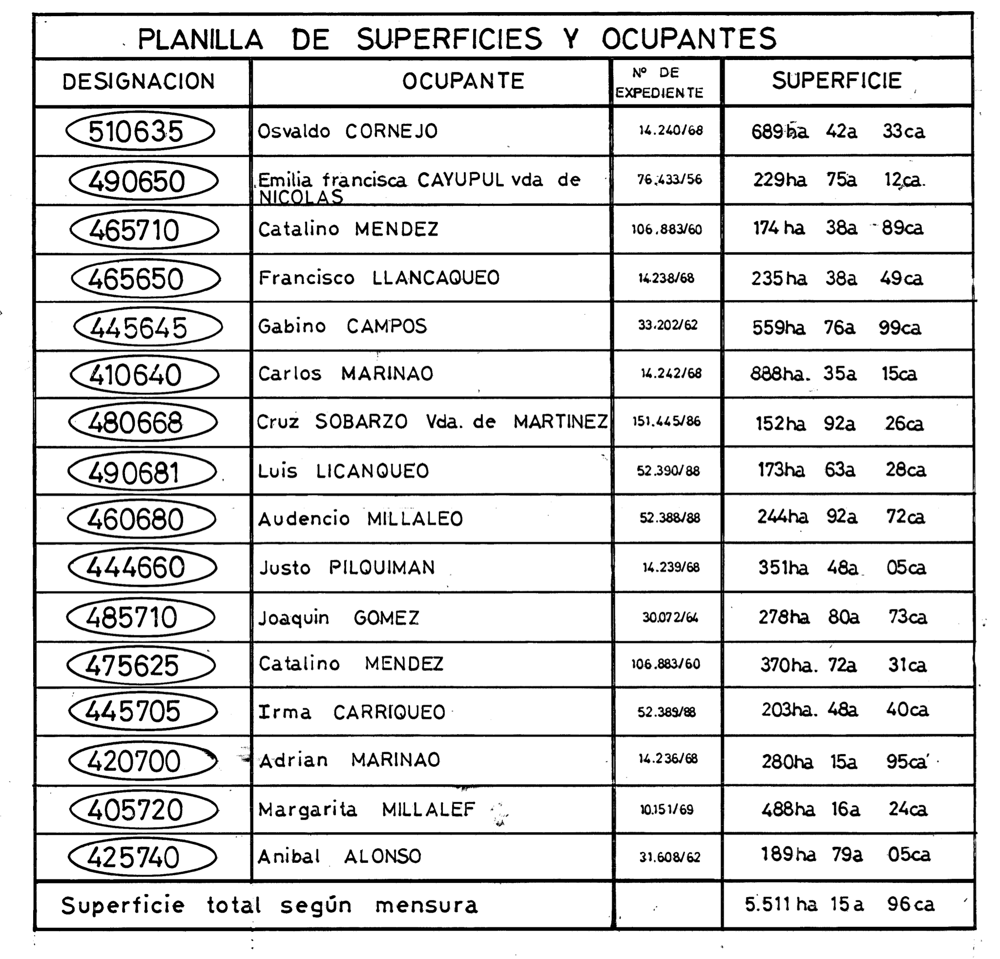 PLANILLA DE SUPERFICIES Y OCUPANTES
DESIGNACION OCUPANTE Nº DE EXPEDIENTE SUPERFICIE
510635 Osvaldo CORNEJO 14.240/68 689ha 42a 33ca
490650 Emilia francisca CAYUPUL vda de 76.433/56 229ha 75a 12ca.
NICOLAS
465710 Catalino MENDEZ 106.883/60 174ha 38a 89ca
465650 Francisco LLANCAQUEO 14.238/68 235ha 38a 49ca
445645 Gabino CAMPOS 33.202/62 559ha 76a 99ca
410640 Carlos MARINAO 14.242/68 888ha. 35a 15ca
480668 Cruz SOBARZO Vda. de MARTINEZ 151.445/86 152ha 92a 26ca
490681 Luis LICANQUEO 52.390/88 173ha 63a 28ca
460680 Audencio MILLALEO 52.388/88 244ha 92a 72ca
444660 Justo PILQUIMAN 14.239/68 351ha 48a 05ca
485710 Joaquin GOMEZ 30.072/64 278ha 80a 73ca
475625 Catalino MENDEZ 106.883/60 370ha. 72a 31ca
445705 Irma CARRIQUEO 52.389/88 203ha. 48a 40ca
420700 Adrian MARINAO 14.236/68 280ha 15a 95ca
405720 Margarita MILLALEF 10.151/69 488ha 16a 24ca
425740 Anibal ALONSO 31.608/62 189ha 79a 05ca
Superficie total según mensura 5.511ha 15a 96ca